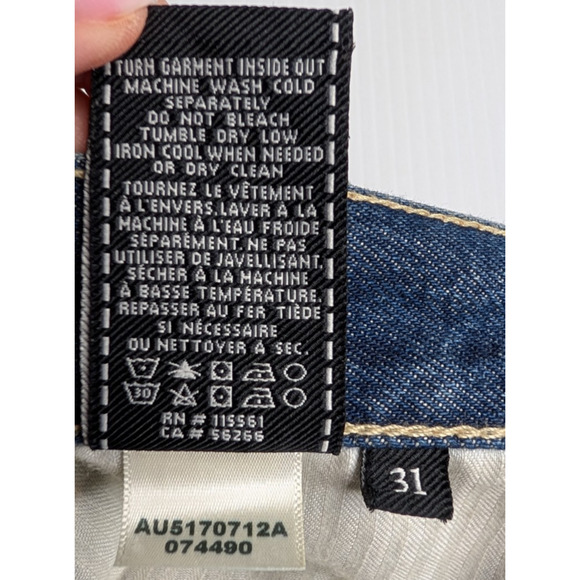 TURN GARMENT INSIDE OUT
MACHINE WASH COLD
SEPARATELY
DO NOT BLEACH
TUMBLE DRY LOW
IRON COOL WHEN NEEDED
OR DRY CLEAN
TOURNEZ LE VÊTEMENT
À L'ENVERS.LAVER À LA
MACHINE À L'EAU FROIDE
SÉPARÉMENT. NE PAS
UTILISER DE JAVELLISANT.
SÉCHER À LA MACHINE
À BASSE TEMPÉRATURE.
REPASSER AU FER TIÈDE
SI NÉCESSAIRE
OU NETTOYER À SEC.
30
RN # 115561
CA # 56266
31
AU5170712A
074490